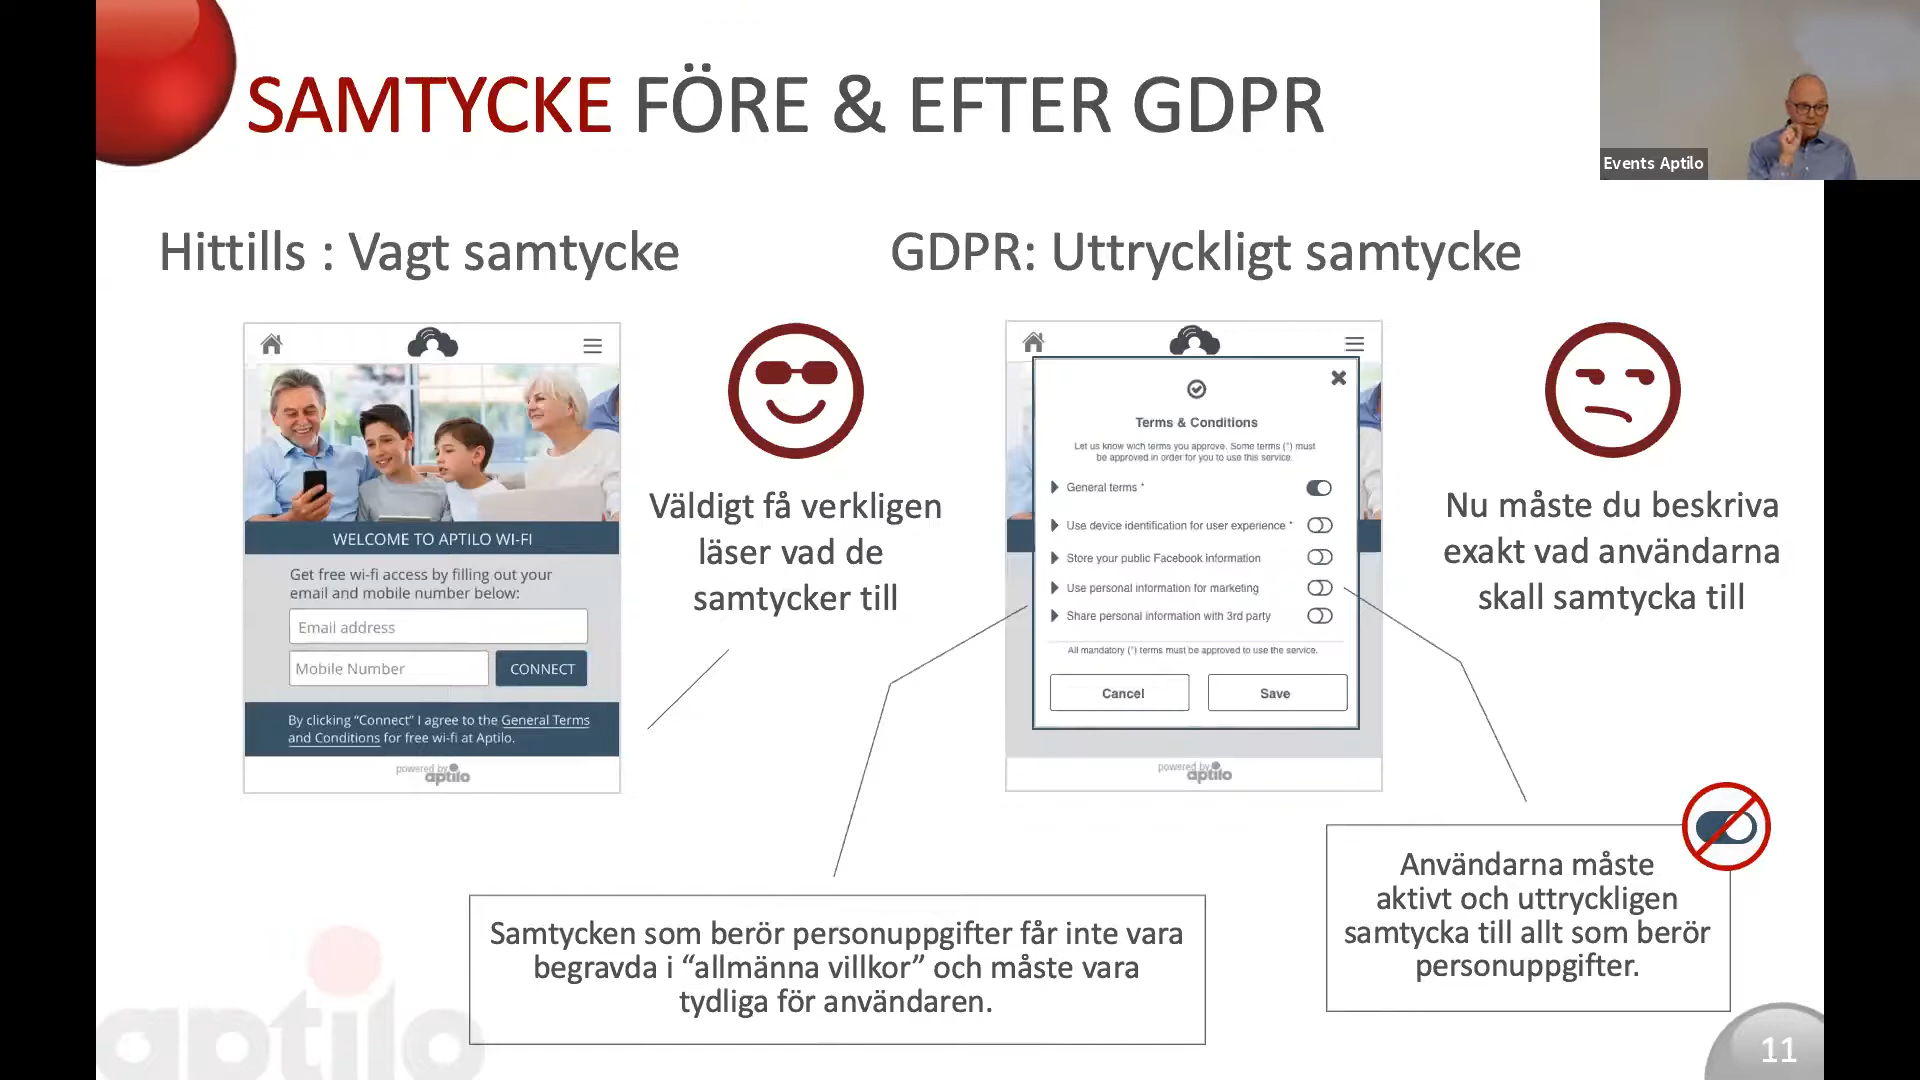 SAMTYCKE FÖRE & EFTER GDPR
Events Aptilo
Hittills : Vagt samtycke
GDPR: Uttryckligt samtycke
WELCOME TO APTILO WI-FI
Get free wi-fi access by filling out your
email and mobile number below:
Email address
Mobile Number
CONNECT
By clicking “Connect” I agree to the General Terms
and Conditions for free wi-fi at Aptilo.
powered by
aptilo
Väldigt få verkligen
läser vad de
samtycker till
Terms & Conditions
Let us know wich terms you approve. Some terms (*) must
be approved in order for you to use this service.
General terms *
Use device identification for user experience *
Store your public Facebook information
Use personal information for marketing
Share personal information with 3rd party
All mandatory (*) terms must be approved to use the service.
Cancel
Save
powered by
aptilo
Nu måste du beskriva
exakt vad användarna
skall samtycka till
Samtycken som berör personuppgifter får inte vara
begravda i “allmänna villkor” och måste vara
tydliga för användaren.
Användarna måste
aktivt och uttryckligen
samtycka till allt som berör
personuppgifter.
aptilo
11